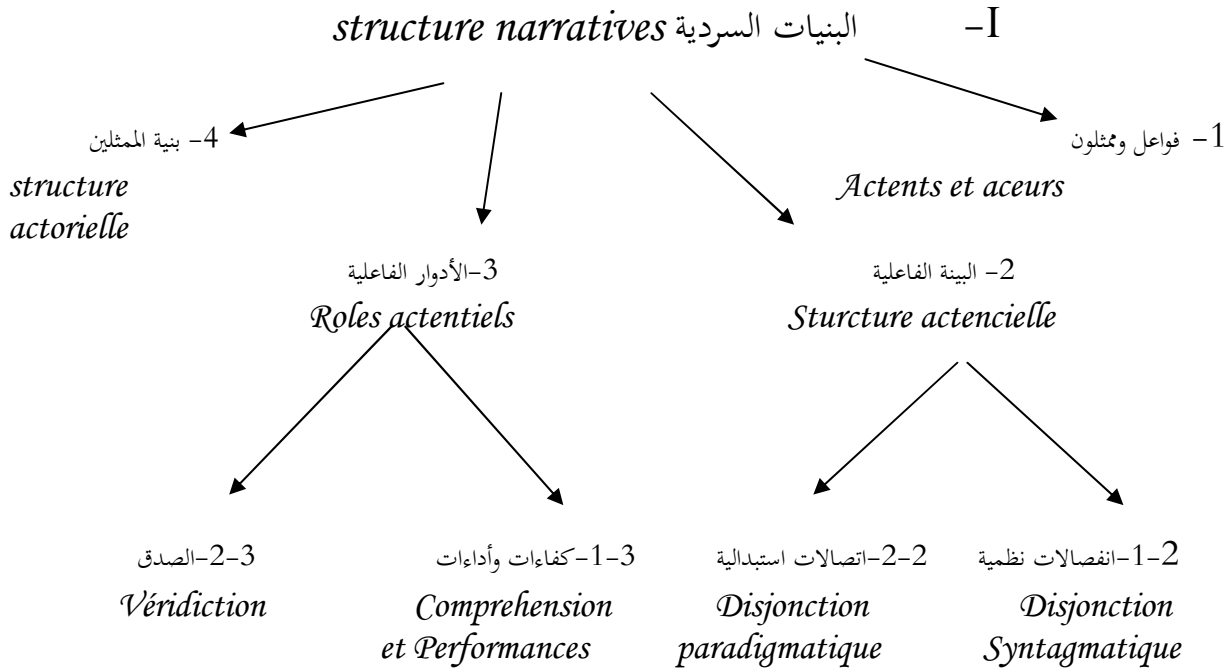 I- البنيات السردية structure narratives
1- فواعل وممثلون
Actents et aceurs
4- بنية الممثلين
structure
actorielle
2- البينة الفاعلية
Sturcture actencielle
3-الأدوار الفاعلية
Roles actentiels
2-1-انفصالات نظمية
Disjonction
Syntagmatique
2-2-اتصالات استبدالية
Disjonction
paradigmatique
3-1-كفاءات وأداءات
Comprehension
et Performances
3-2-الصدق
Véridiction